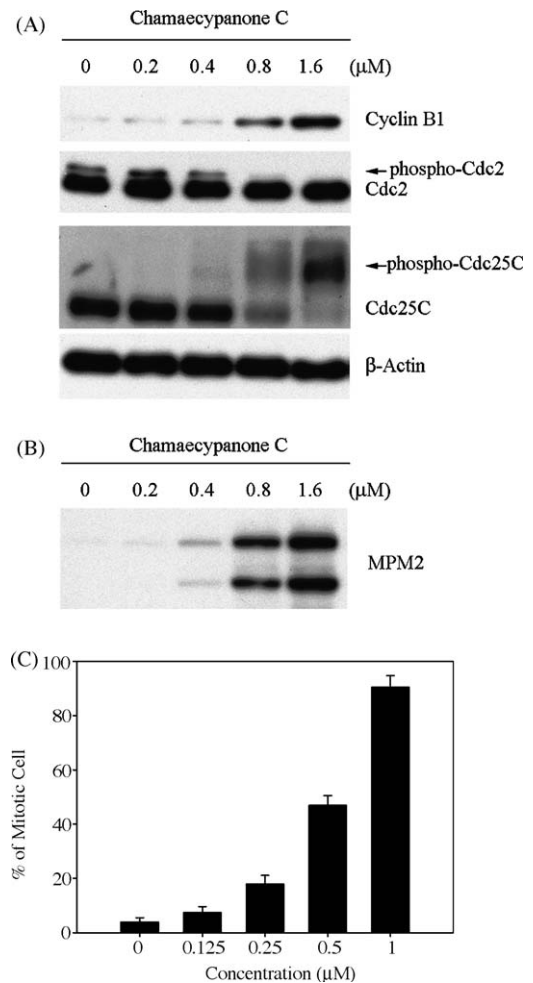 (A)
Chamaecypanone C
0 0.2 0.4 0.8 1.6 (μM)
Cyclin B1
phospho-Cdc2
Cdc2
phospho-Cdc25C
Cdc25C
β-Actin
(B)
Chamaecypanone C
0 0.2 0.4 0.8 1.6 (μM)
MPM2
(C)
100
80
60
40
20
0
% of Mitotic Cell
0 0.125 0.25 0.5 1
Concentration (μM)